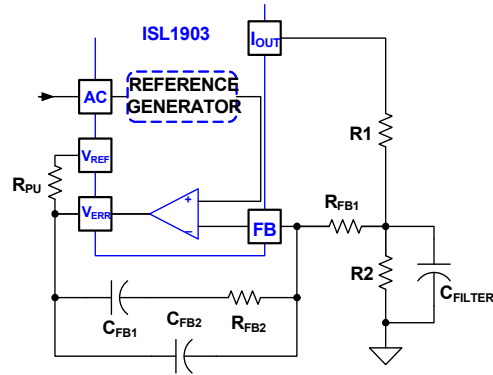 ISL1903
IOUT
AC
REFERENCE
GENERATOR
R1
VREF
RPU
VERR
+
−
FB
RFB1
R2
CFILTER
CFB1
CFB2
RFB2